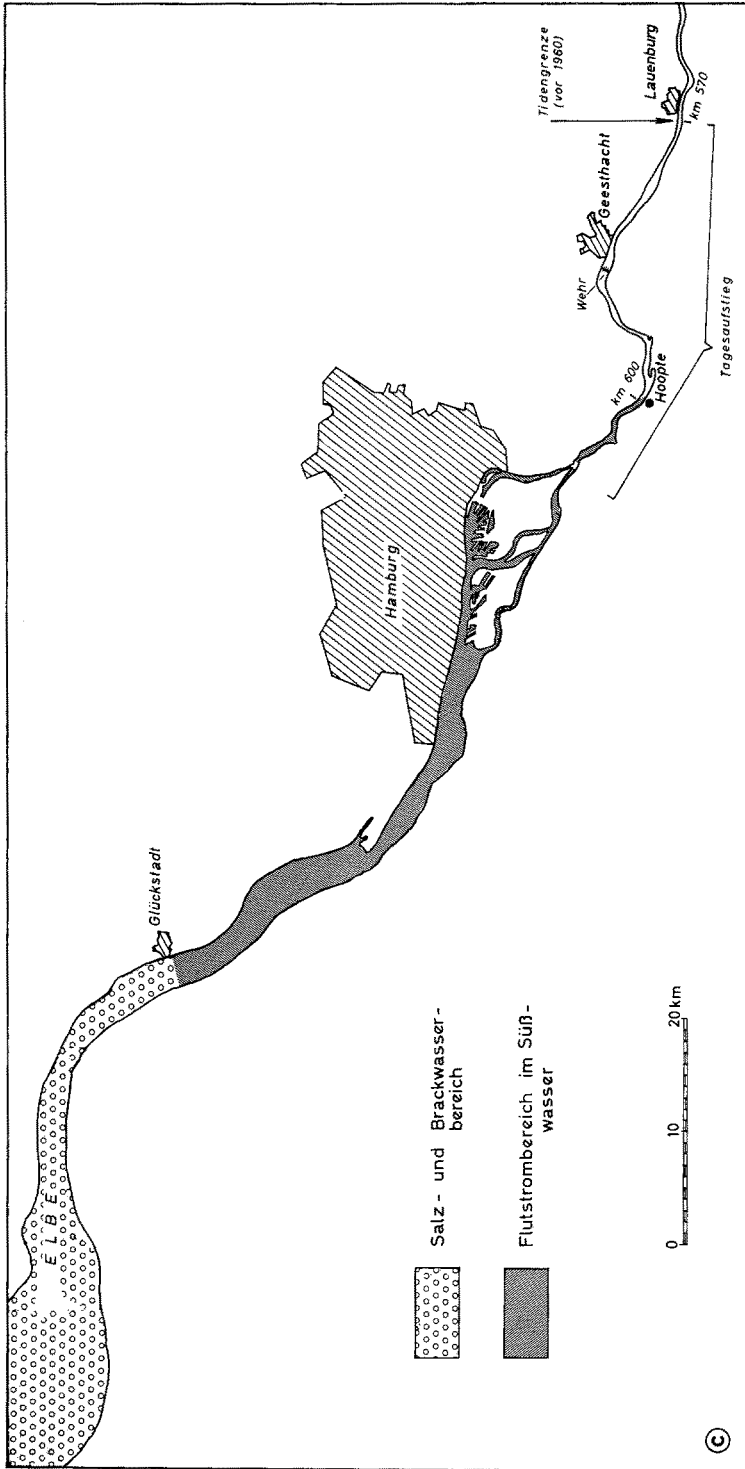 ELBE
Glückstadt
Hamburg
Tidengrenze
(vor 1960)
Lauenburg
km 570
Geesthacht
Wehr
km 600
Hoopte
Tagesaufstieg
Salz- und Brackwasser-
bereich
Flutstrombereich im Süß-
wasser
0 10 20 km
C